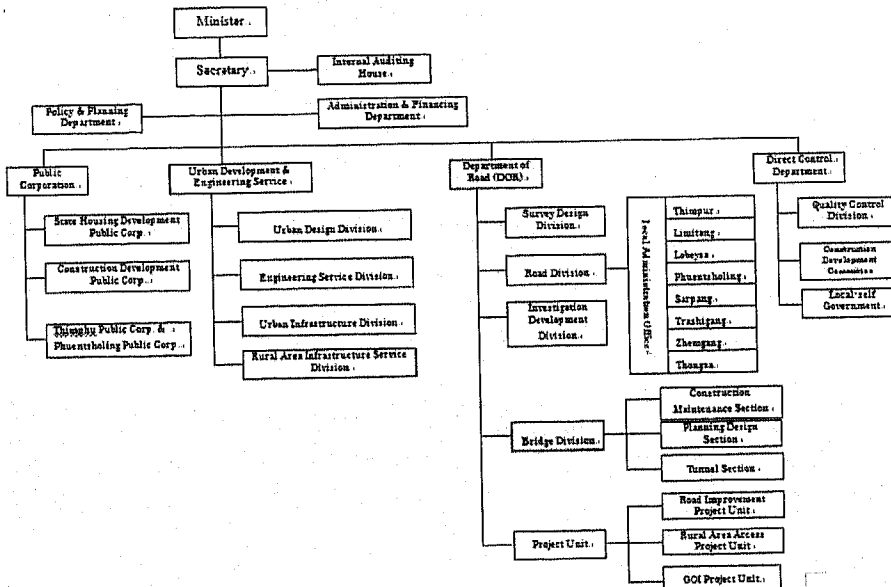 Minister
Secretary
Internal Auditing
House
Policy & Planning
Department
Administration & Financing
Department
Public
Corporation
Urban Development &
Engineering Service
Department of
Road (DOR)
Direct Control
Department
State Housing Development
Public Corp.
Construction Development
Public Corp.
Thimphu Public Corp. &
Phuentsholing Public Corp.
Urban Design Division
Engineering Service Division
Urban Infrastructure Division
Rural Area Infrastructure Service
Division
Survey Design
Division
Road Division
Investigation
Development
Division
Local Administration Office
Thimpur
Limitang
Lobeysa
Phuentsholing
Sarpang
Trashigang
Zhemgang
Thongsa
Quality Control
Division
Construction
Development
Committee
Local-self
Government
Bridge Division
Construction
Maintenance Section
Planning Design
Section
Tunnel Section
Project Unit
Road Improvement
Project Unit
Rural Area Access
Project Unit
GOI Project Unit